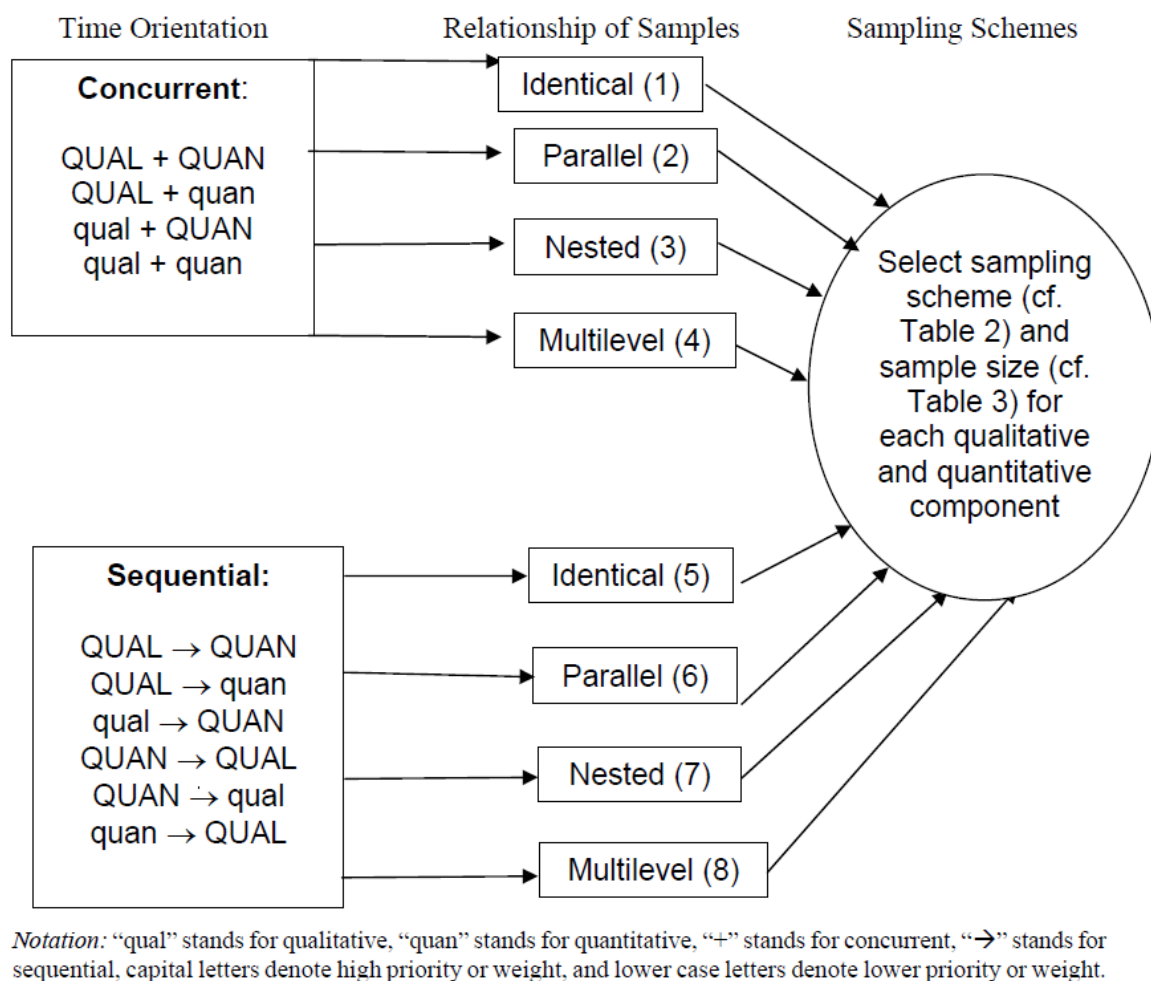 Time Orientation
Relationship of Samples
Sampling Schemes
Concurrent:
QUAL + QUAN
QUAL + quan
qual + QUAN
qual + quan
Identical (1)
Parallel (2)
Nested (3)
Multilevel (4)
Select sampling
scheme (cf.
Table 2) and
sample size (cf.
Table 3) for
each qualitative
and quantitative
component
Sequential:
QUAL → QUAN
QUAL → quan
qual → QUAN
QUAN → QUAL
QUAN → qual
quan → QUAL
Identical (5)
Parallel (6)
Nested (7)
Multilevel (8)
Notation: “qual” stands for qualitative, “quan” stands for quantitative, “+” stands for concurrent, “→” stands for
sequential, capital letters denote high priority or weight, and lower case letters denote lower priority or weight.